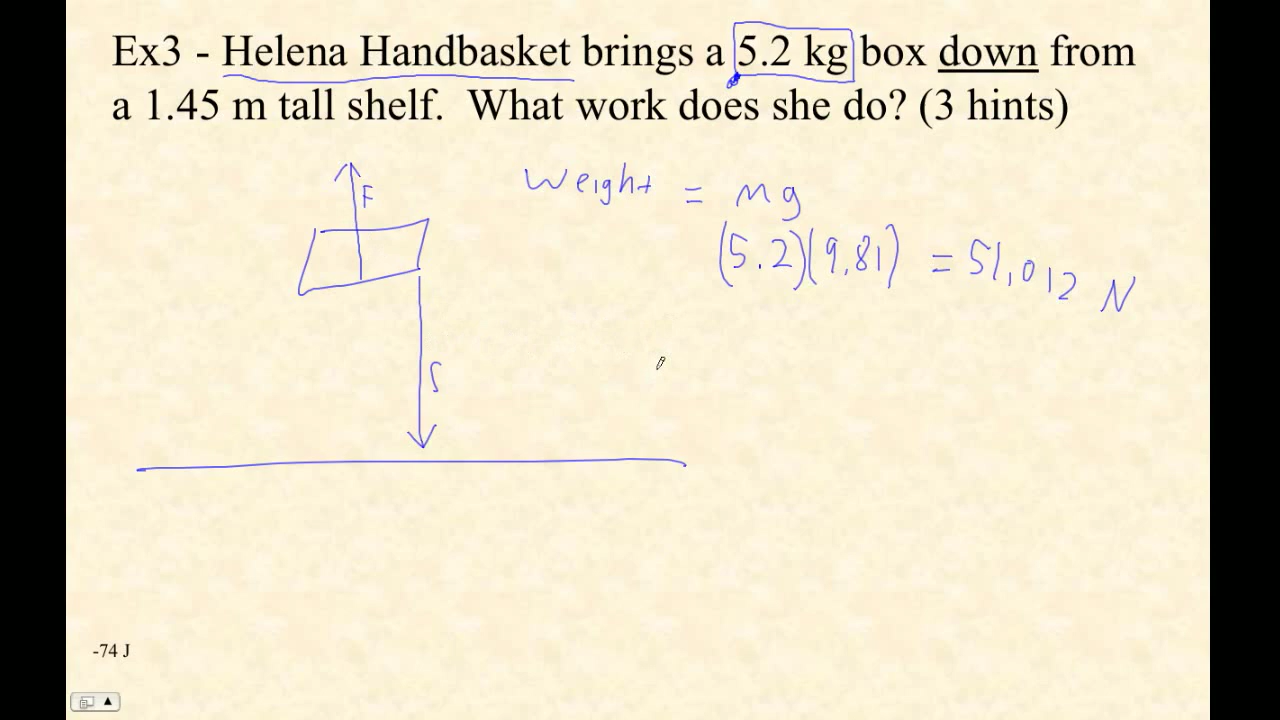 Ex3 - Helena Handbasket brings a 5.2 kg box down from
a 1.45 m tall shelf. What work does she do? (3 hints)
Weight = mg
F
(5.2)(9.81) = 51.012 N
S
-74 J